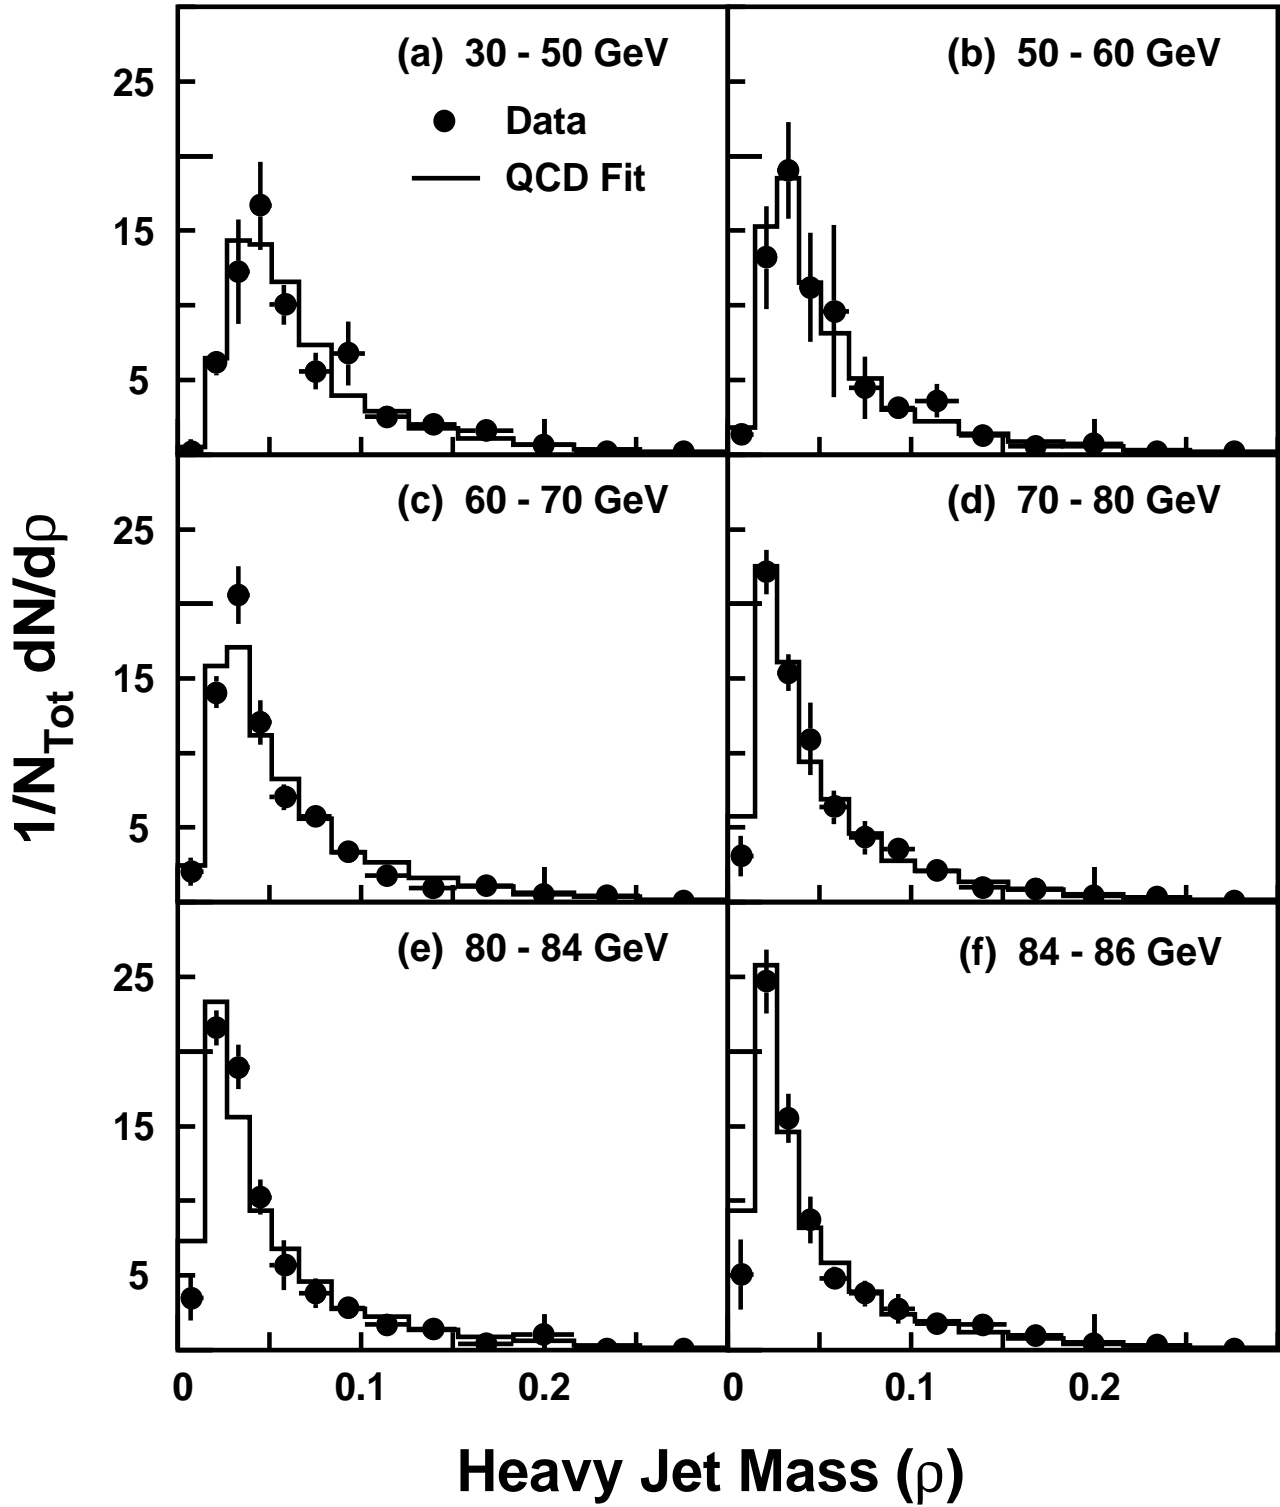 (a) 30 - 50 GeV
Data
QCD Fit
25
15
5
(b) 50 - 60 GeV
(c) 60 - 70 GeV
25
15
5
(d) 70 - 80 GeV
(e) 80 - 84 GeV
25
15
5
(f) 84 - 86 GeV
0 0.1 0.2
0 0.1 0.2
1/N_Tot dN/dρ
Heavy Jet Mass (ρ)